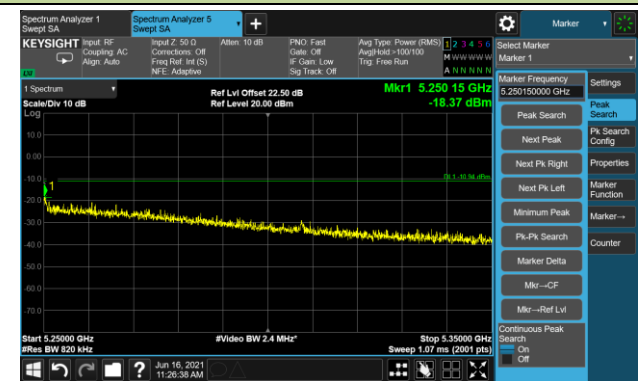 Spectrum Analyzer 1
Swept SA
Spectrum Analyzer 5
Swept SA
Marker
KEYSIGHT
Input: RF
Coupling: AC
Align: Auto
Input Z: 50 Ω
Corrections: Off
Freq Ref: Int (S)
NFE: Adaptive
Atten: 10 dB
PNO: Fast
Gate: Off
IF Gain: Low
Sig Track: Off
Avg Type: Power (RMS)
Avg|Hold:>100/100
Trig: Free Run
1 2 3 4 5 6
M W W W W W
A N N N N N
Select Marker
Marker 1
1 Spectrum
Scale/Div 10 dB
Log
Ref Lvl Offset 22.50 dB
Ref Level 20.00 dBm
Mkr1 5.250 15 GHz
-18.37 dBm
10.0
0.00
-10.0
-20.0
-30.0
-40.0
-50.0
-60.0
-70.0
1
Start 5.25000 GHz
#Res BW 820 kHz
#Video BW 2.4 MHz*
Stop 5.35000 GHz
Sweep 1.07 ms (2001 pts)
Marker Frequency
5.250150000 GHz
Peak Search
Next Peak
Next Pk Right
Next Pk Left
Minimum Peak
Pk-Pk Search
Marker Delta
Mkr→CF
Mkr→Ref Lvl
Continuous Peak
Search
On
Off
Settings
Peak
Search
Pk Search
Config
Properties
Marker
Function
Marker→
Counter
Jun 16, 2021
11:26:38 AM